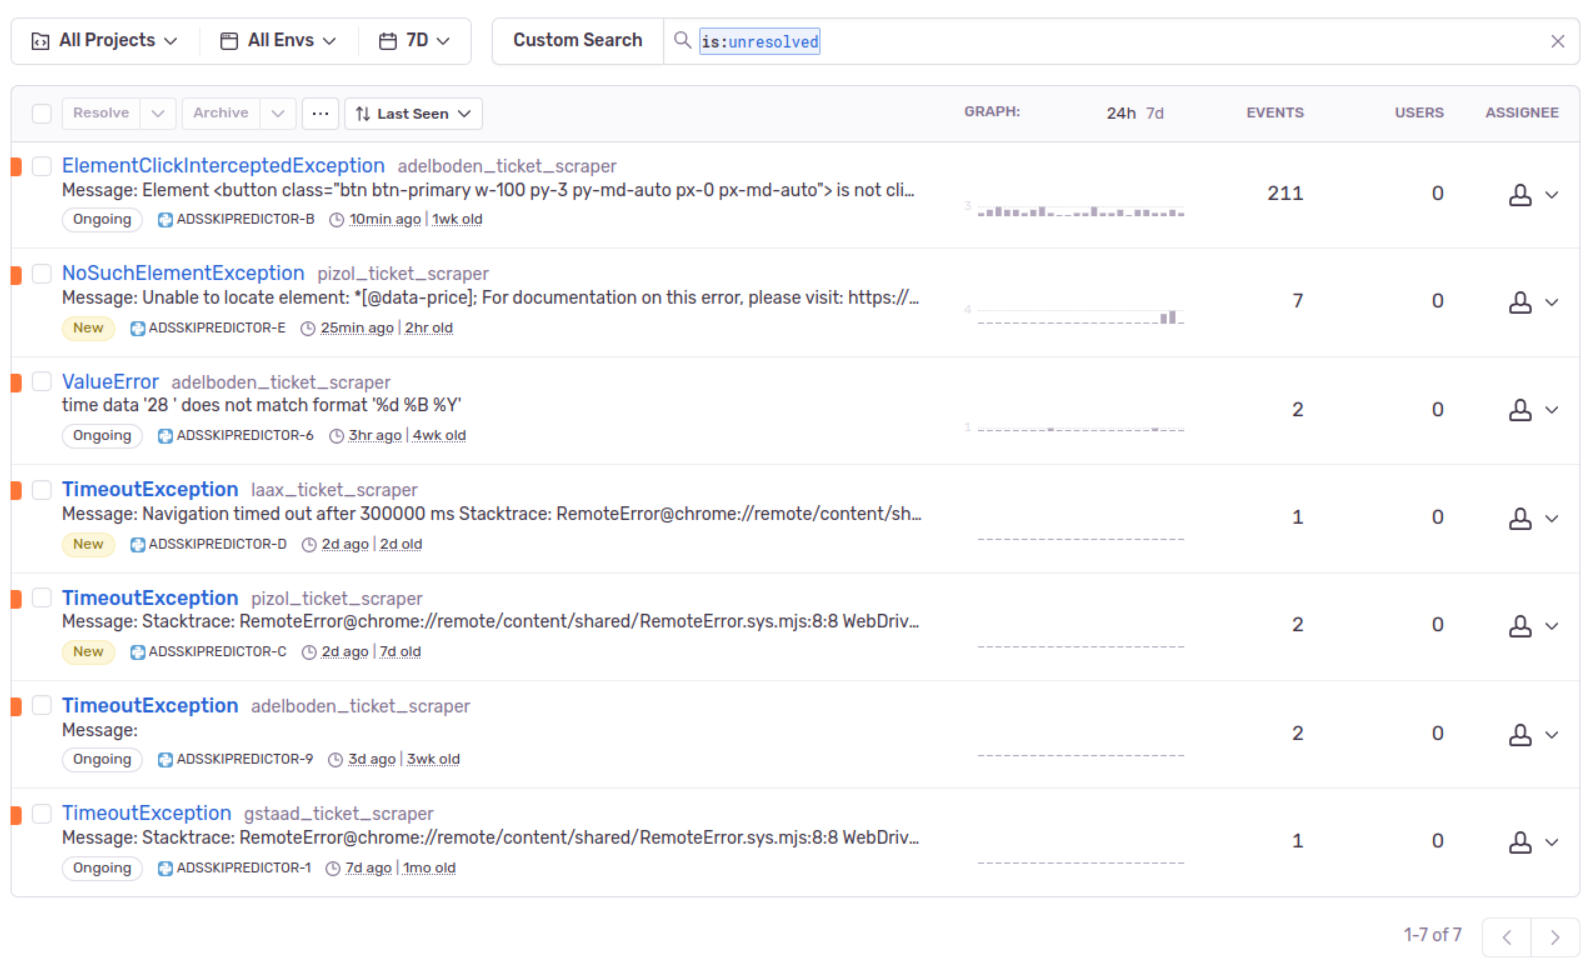 All Projects
All Envs
7D
Custom Search
is:unresolved
Resolve
Archive
...
Last Seen
GRAPH:
24h
7d
EVENTS
USERS
ASSIGNEE
ElementClickInterceptedException adelboden_ticket_scraper
Message: Element <button class="btn btn-primary w-100 py-3 py-md-auto px-0 px-md-auto"> is not cli...
Ongoing ADSSKIPREDICTOR-B 10min ago | 1wk old
3
211
0
NoSuchElementException pizol_ticket_scraper
Message: Unable to locate element: *[@data-price]; For documentation on this error, please visit: https://...
New ADSSKIPREDICTOR-E 25min ago | 2hr old
4
7
0
ValueError adelboden_ticket_scraper
time data '28 ' does not match format '%d %B %Y'
Ongoing ADSSKIPREDICTOR-6 3hr ago | 4wk old
1
2
0
TimeoutException laax_ticket_scraper
Message: Navigation timed out after 300000 ms Stacktrace: RemoteError@chrome://remote/content/sh...
New ADSSKIPREDICTOR-D 2d ago | 2d old
1
0
TimeoutException pizol_ticket_scraper
Message: Stacktrace: RemoteError@chrome://remote/content/shared/RemoteError.sys.mjs:8:8 WebDriv...
New ADSSKIPREDICTOR-C 2d ago | 7d old
2
0
TimeoutException adelboden_ticket_scraper
Message:
Ongoing ADSSKIPREDICTOR-9 3d ago | 3wk old
2
0
TimeoutException gstaad_ticket_scraper
Message: Stacktrace: RemoteError@chrome://remote/content/shared/RemoteError.sys.mjs:8:8 WebDriv...
Ongoing ADSSKIPREDICTOR-1 7d ago | 1mo old
1
0
1-7 of 7